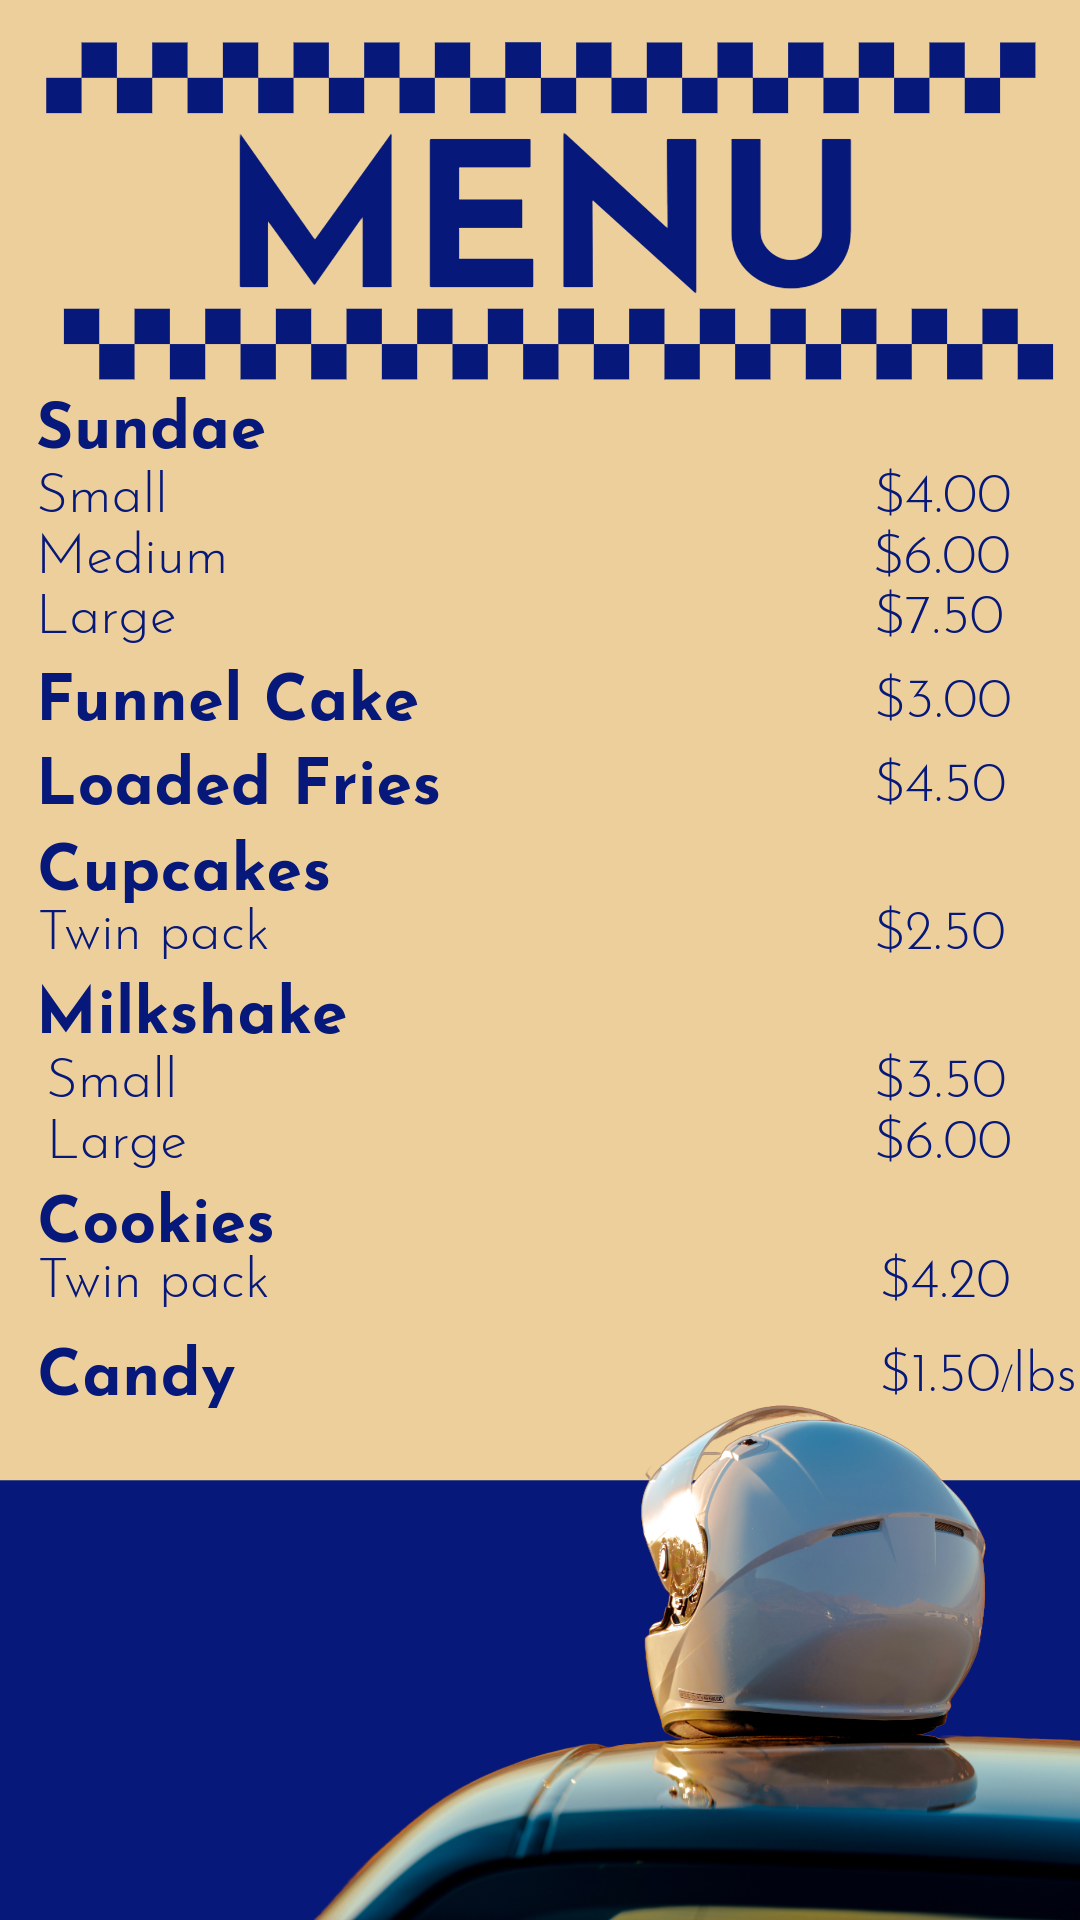 MENU
Sundae
Small $4.00
Medium $6.00
Large $7.50
Funnel Cake $3.00
Loaded Fries $4.50
Cupcakes
Twin pack $2.50
Milkshake
Small $3.50
Large $6.00
Cookies
Twin pack $4.20
Candy $1.50/lbs